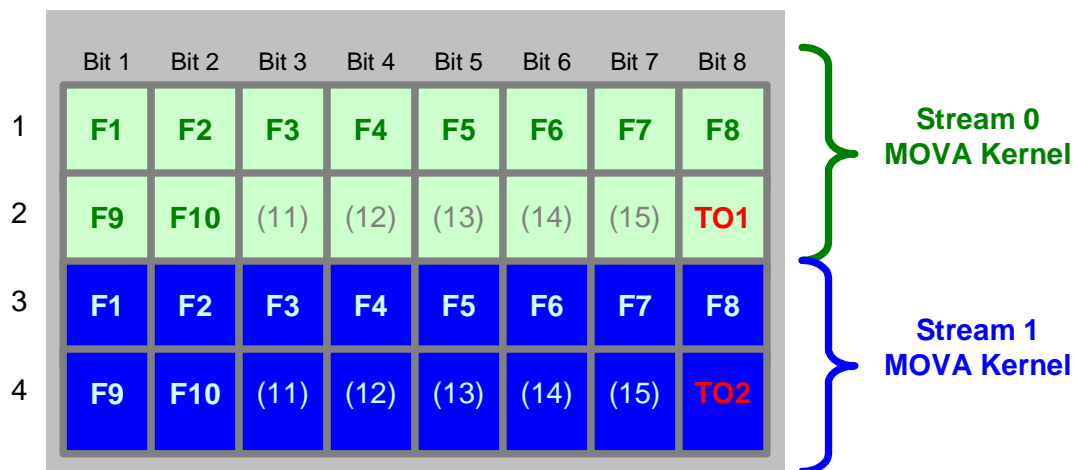 Bit 1 Bit 2 Bit 3 Bit 4 Bit 5 Bit 6 Bit 7 Bit 8
1 F1 F2 F3 F4 F5 F6 F7 F8
2 F9 F10 (11) (12) (13) (14) (15) TO1
Stream 0
MOVA Kernel
3 F1 F2 F3 F4 F5 F6 F7 F8
4 F9 F10 (11) (12) (13) (14) (15) TO2
Stream 1
MOVA Kernel